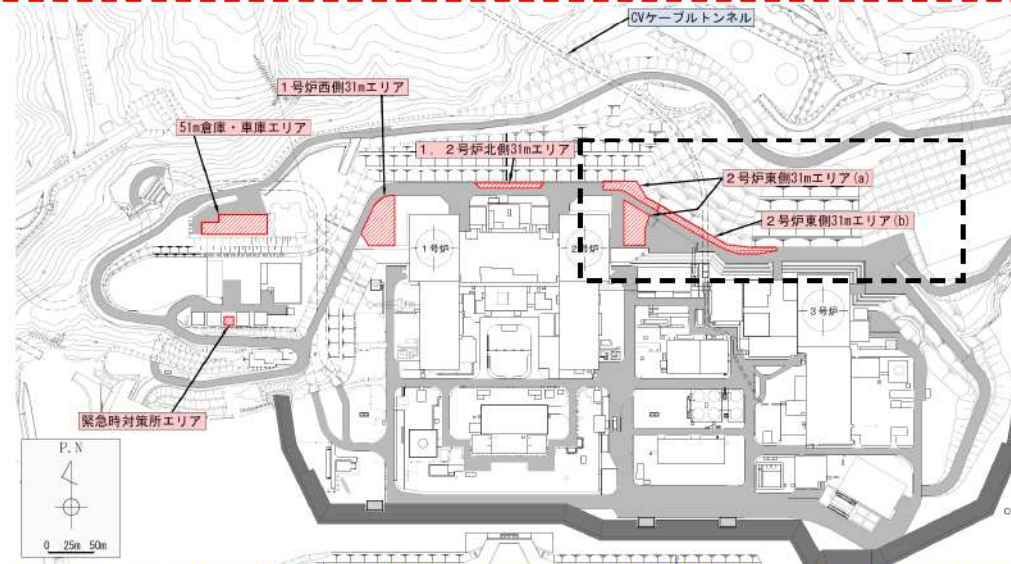 CVケーブルトンネル
1号炉西側31mエリア
51m倉庫・車庫エリア
1,2号炉北側31mエリア
2号炉東側31mエリア(a)
2号炉東側31mエリア(b)
1号炉
2号炉
3号炉
緊急時対策所エリア
P.N
0 25m 50m